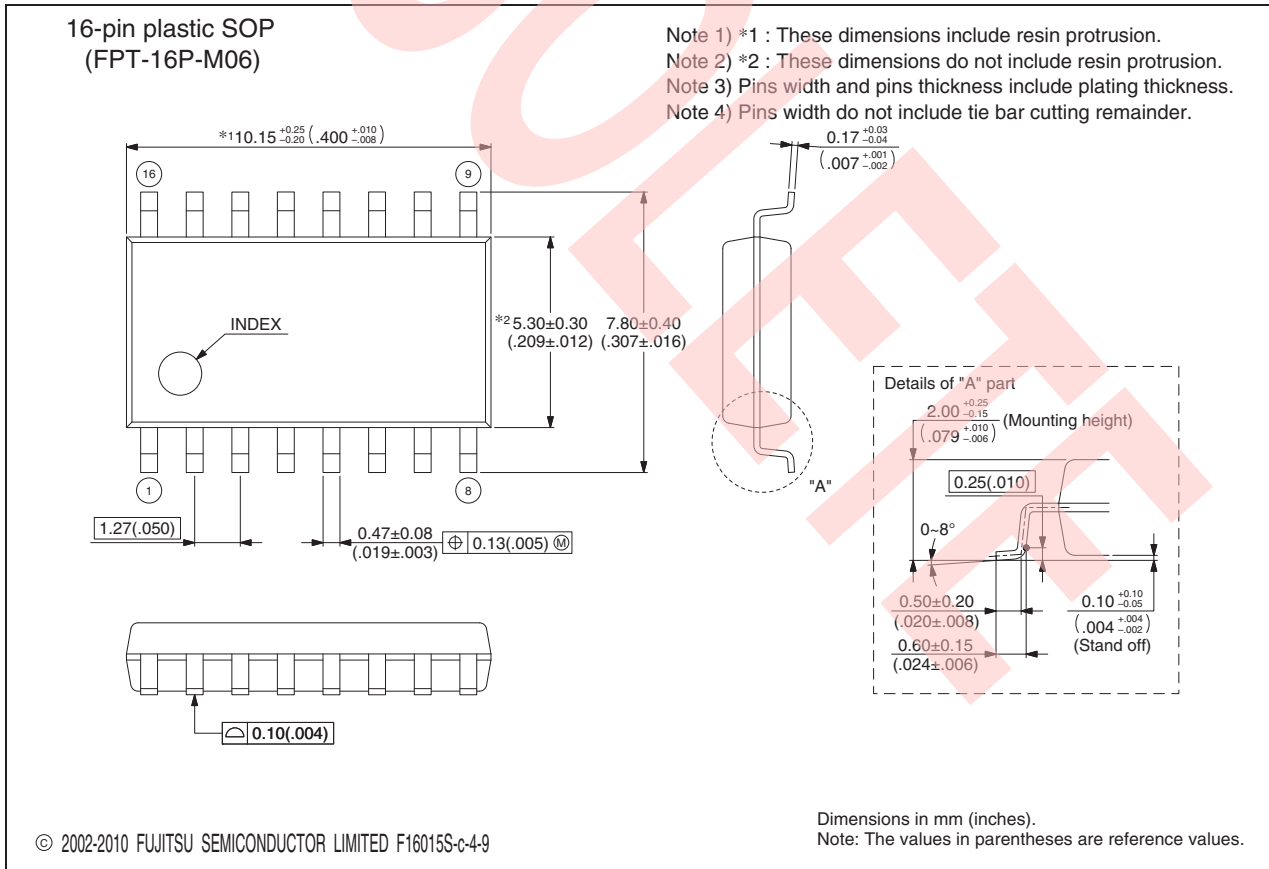 16-pin plastic SOP
(FPT-16P-M06)
Note 1) *1 : These dimensions include resin protrusion.
Note 2) *2 : These dimensions do not include resin protrusion.
Note 3) Pins width and pins thickness include plating thickness.
Note 4) Pins width do not include tie bar cutting remainder.
*1 10.15 +0.25 −0.20 (.400 +.010 −.008)
0.17 +0.03 −0.04
(.007 +.001 −.002)
16
9
INDEX
*2 5.30±0.30
(.209±.012)
7.80±0.40
(.307±.016)
1
8
"A"
1.27(.050)
0.47±0.08
(.019±.003)
⌖ 0.13(.005) Ⓜ
Details of "A" part
2.00 +0.25 −0.15
(.079 +.010 −.006)
(Mounting height)
0.25(.010)
0~8°
0.50±0.20
(.020±.008)
0.60±0.15
(.024±.006)
0.10 +0.10 −0.05
(.004 +.004 −.002)
(Stand off)
⌓ 0.10(.004)
© 2002-2010 FUJITSU SEMICONDUCTOR LIMITED F16015S-c-4-9
Dimensions in mm (inches).
Note: The values in parentheses are reference values.